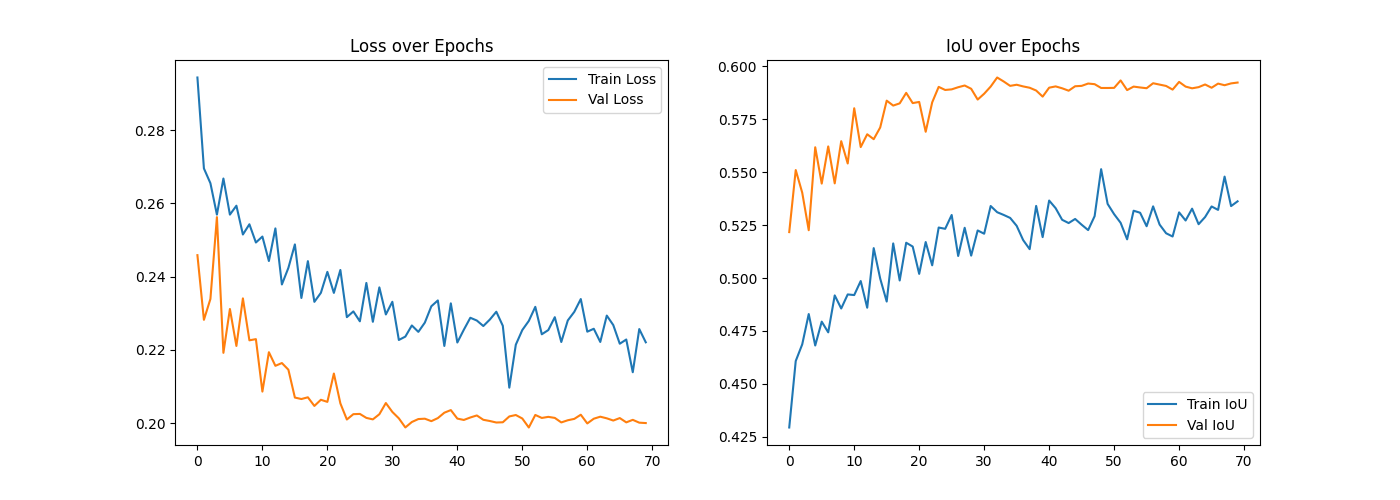 Loss over Epochs
Train Loss
Val Loss
0.28
0.26
0.24
0.22
0.20
0 10 20 30 40 50 60 70
IoU over Epochs
0.600
0.575
0.550
0.525
0.500
0.475
0.450
0.425
Train IoU
Val IoU
0 10 20 30 40 50 60 70